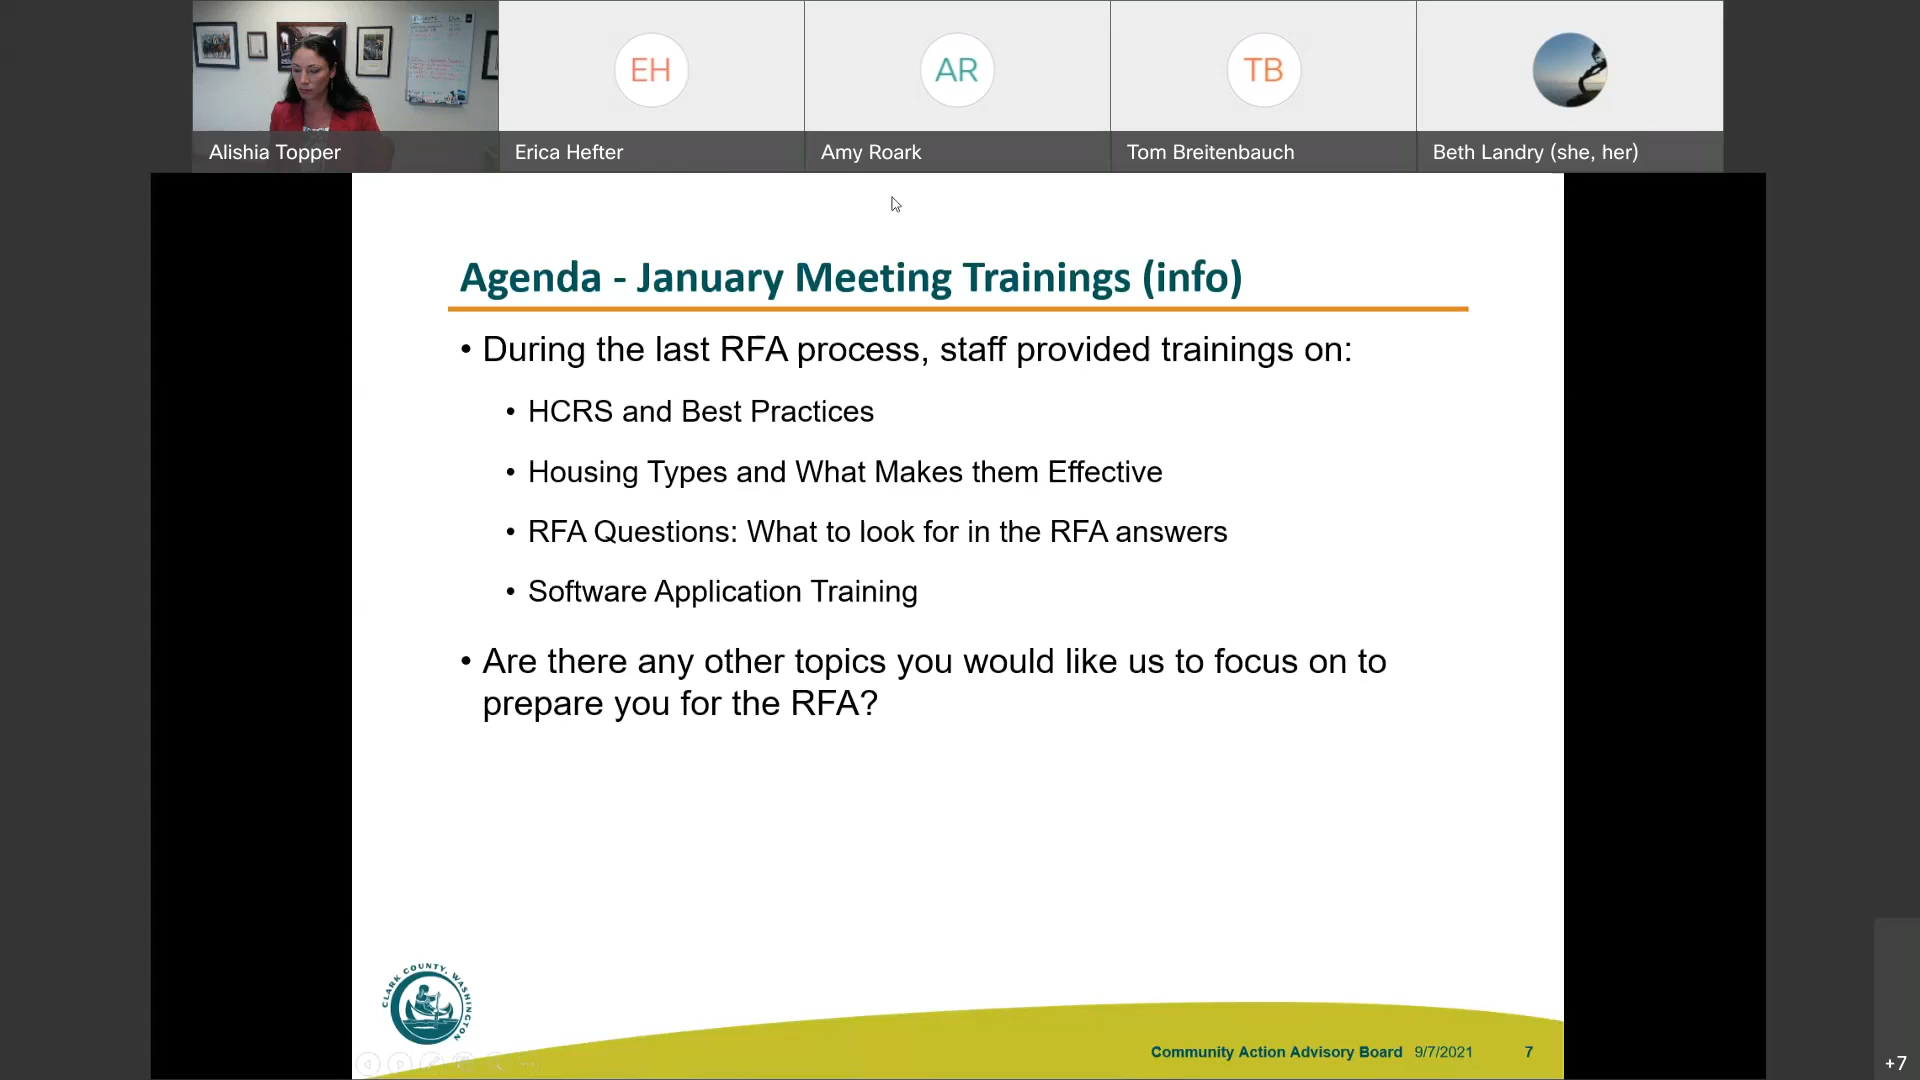 EH
AR
TB
Alishia Topper
Erica Hefter
Amy Roark
Tom Breitenbauch
Beth Landry (she, her)
Agenda - January Meeting Trainings (info)
• During the last RFA process, staff provided trainings on:
• HCRS and Best Practices
• Housing Types and What Makes them Effective
• RFA Questions: What to look for in the RFA answers
• Software Application Training
• Are there any other topics you would like us to focus on to
prepare you for the RFA?
CLARK COUNTY, WASHINGTON
Community Action Advisory Board 9/7/2021 7
+7